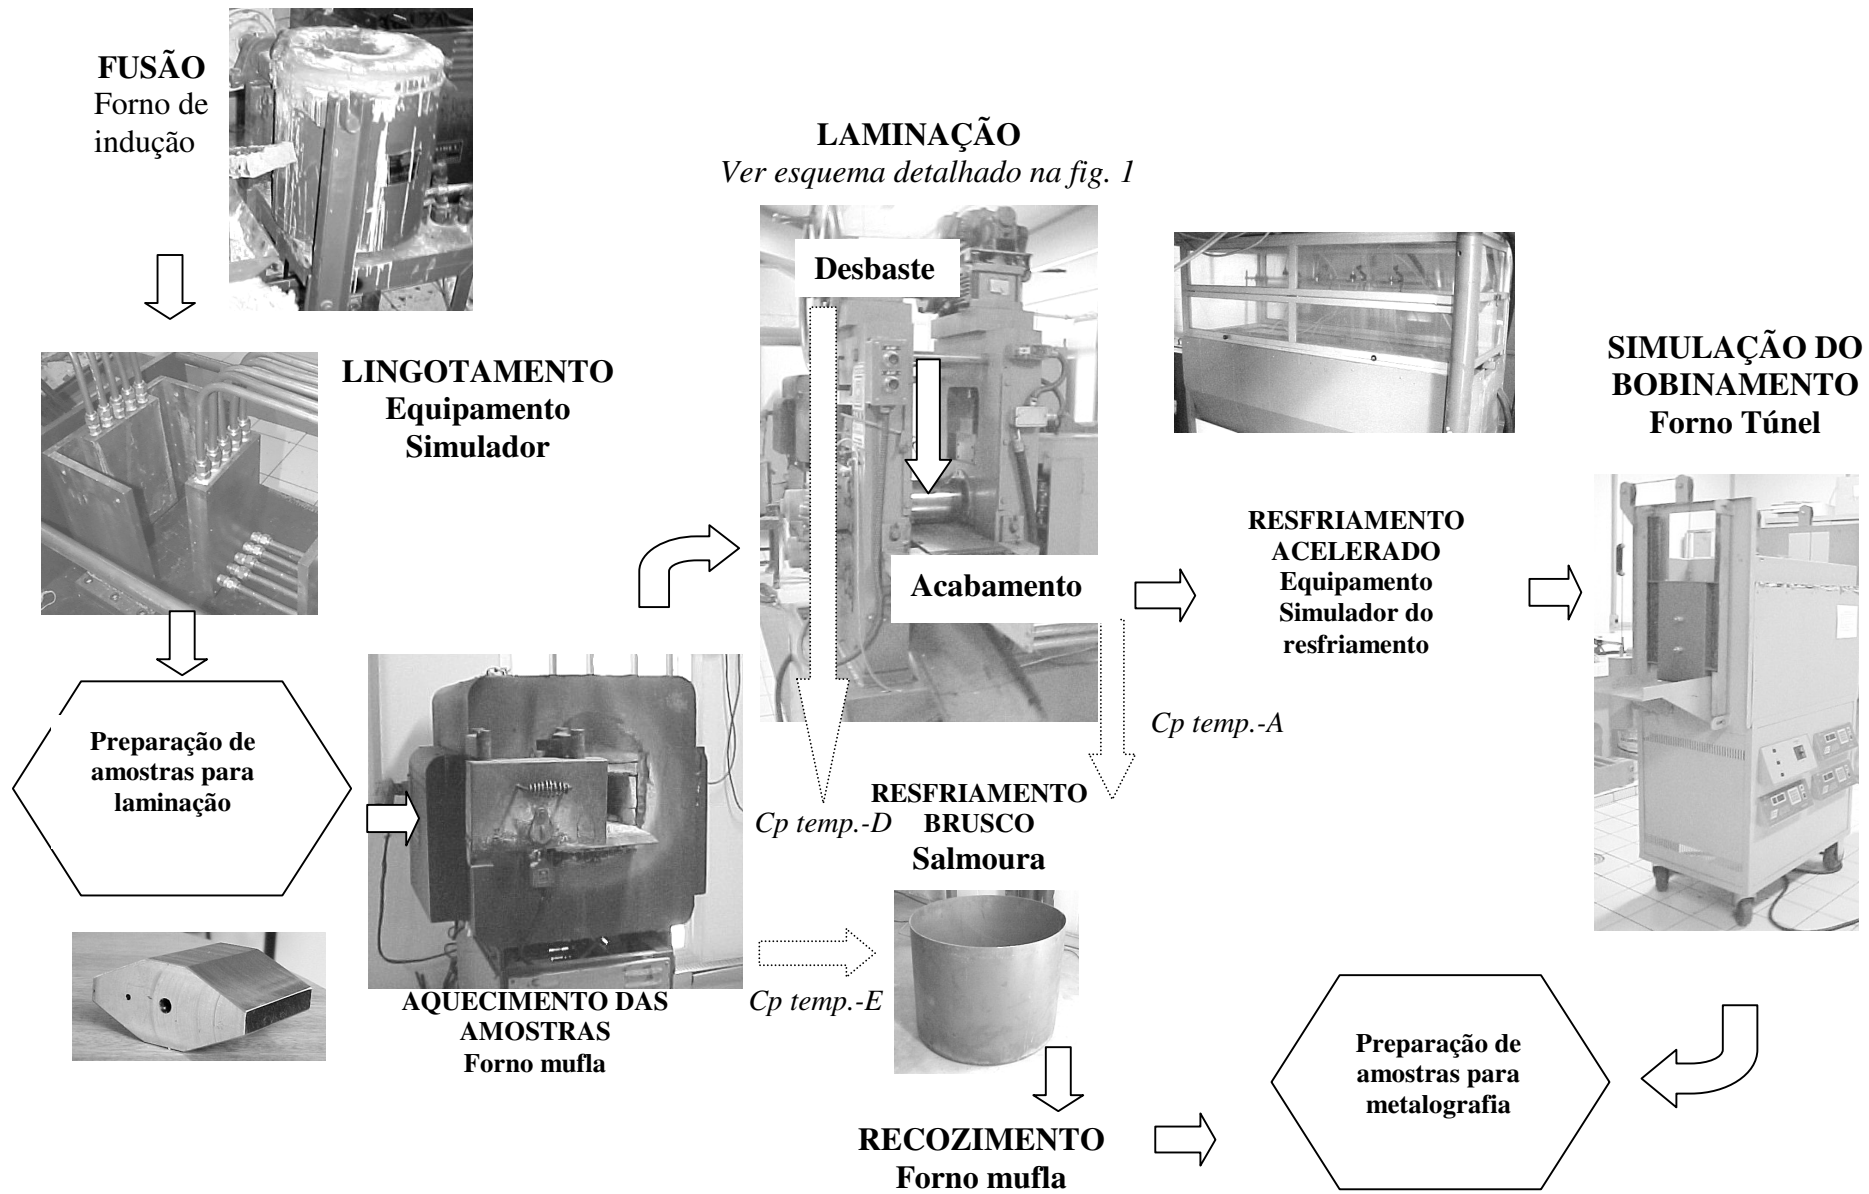 FUSÃO
Forno de
indução
LINGOTAMENTO
Equipamento
Simulador
Preparação de
amostras para
laminação
AQUECIMENTO DAS
AMOSTRAS
Forno mufla
LAMINAÇÃO
Ver esquema detalhado na fig. 1
Desbaste
Acabamento
Cp temp.-D
Cp temp.-A
Cp temp.-E
RESFRIAMENTO
BRUSCO
Salmoura
RECOZIMENTO
Forno mufla
RESFRIAMENTO
ACELERADO
Equipamento
Simulador do
resfriamento
SIMULAÇÃO DO
BOBINAMENTO
Forno Túnel
Preparação de
amostras para
metalografia